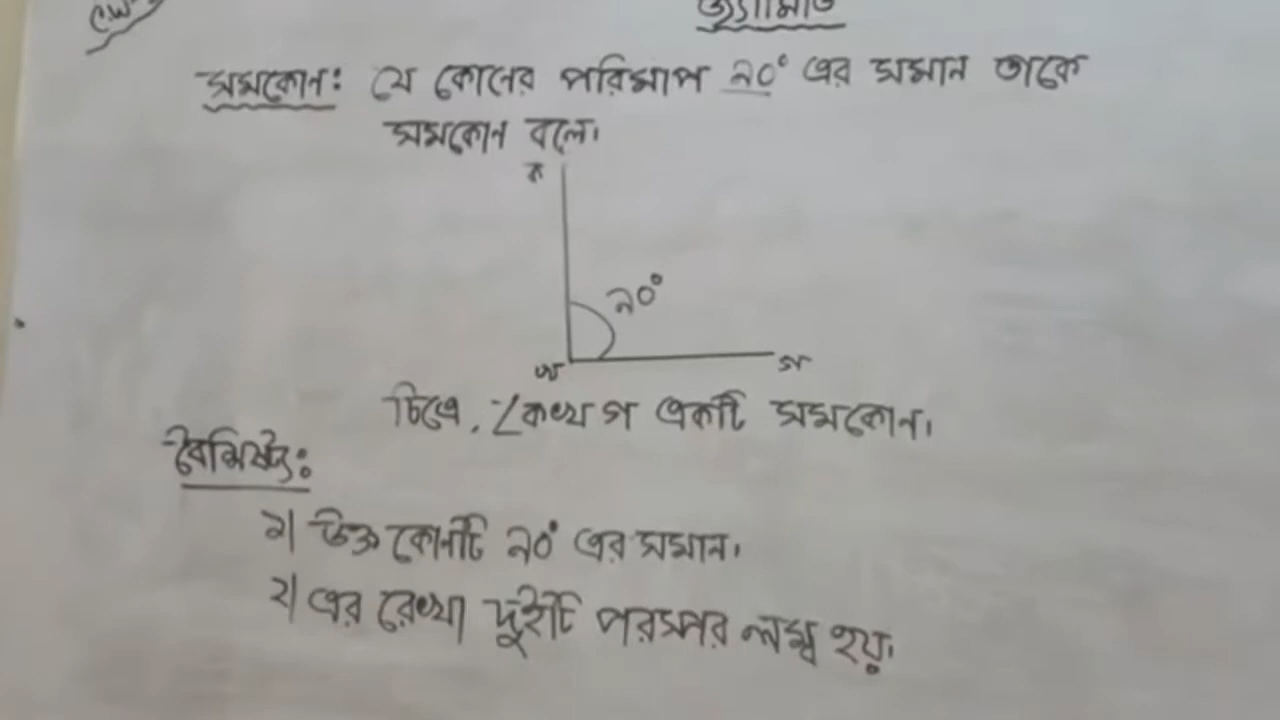 C.W
জ্যামিতি
সমকোন: যে কোনের পরিমাপ ৯০° এর সমান তাকে
সমকোন বলে।
ক
৯০°
খ
গ
চিত্রে, ∠কখগ একটি সমকোন।
বৈশিষ্ট্য:
১। উক্ত কোনটি ৯০° এর সমান।
২। এর রেখা দুইটি পরস্পর লম্ব হয়।